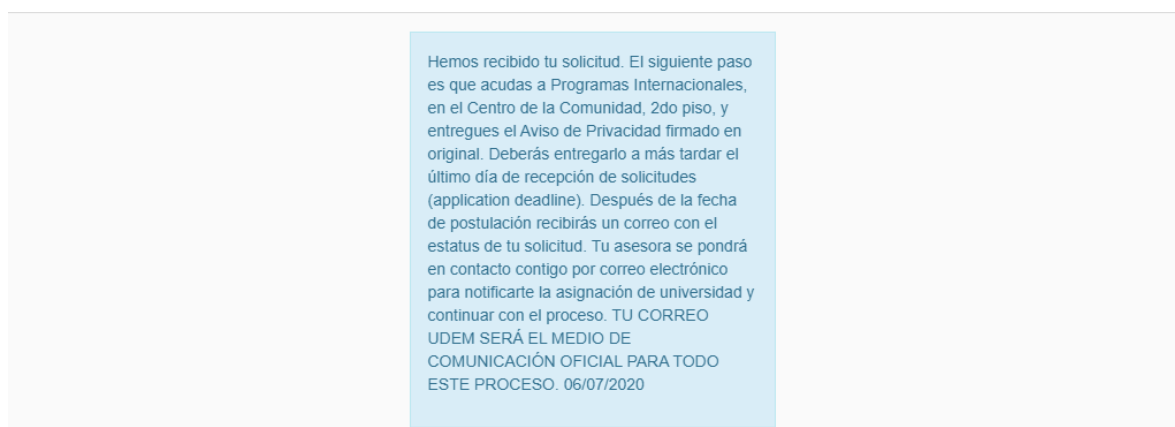 Hemos recibido tu solicitud. El siguiente paso
es que acudas a Programas Internacionales,
en el Centro de la Comunidad, 2do piso, y
entregues el Aviso de Privacidad firmado en
original. Deberás entregarlo a más tardar el
último día de recepción de solicitudes
(application deadline). Después de la fecha
de postulación recibirás un correo con el
estatus de tu solicitud. Tu asesora se pondrá
en contacto contigo por correo electrónico
para notificarte la asignación de universidad y
continuar con el proceso. TU CORREO
UDEM SERÁ EL MEDIO DE
COMUNICACIÓN OFICIAL PARA TODO
ESTE PROCESO. 06/07/2020